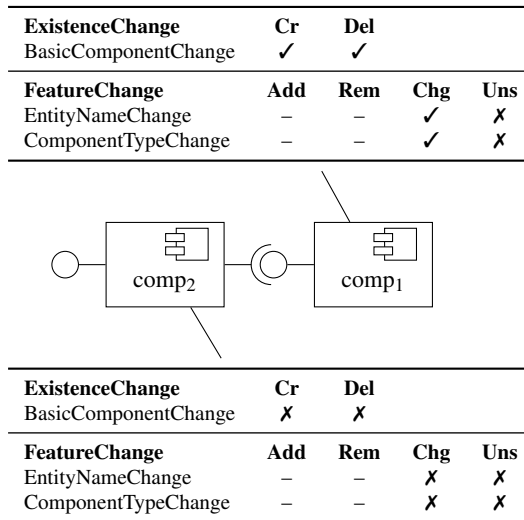 ExistenceChange Cr Del
BasicComponentChange ✓ ✓
FeatureChange Add Rem Chg Uns
EntityNameChange – – ✓ ✗
ComponentTypeChange – – ✓ ✗
comp₂ comp₁
ExistenceChange Cr Del
BasicComponentChange ✗ ✗
FeatureChange Add Rem Chg Uns
EntityNameChange – – ✗ ✗
ComponentTypeChange – – ✗ ✗